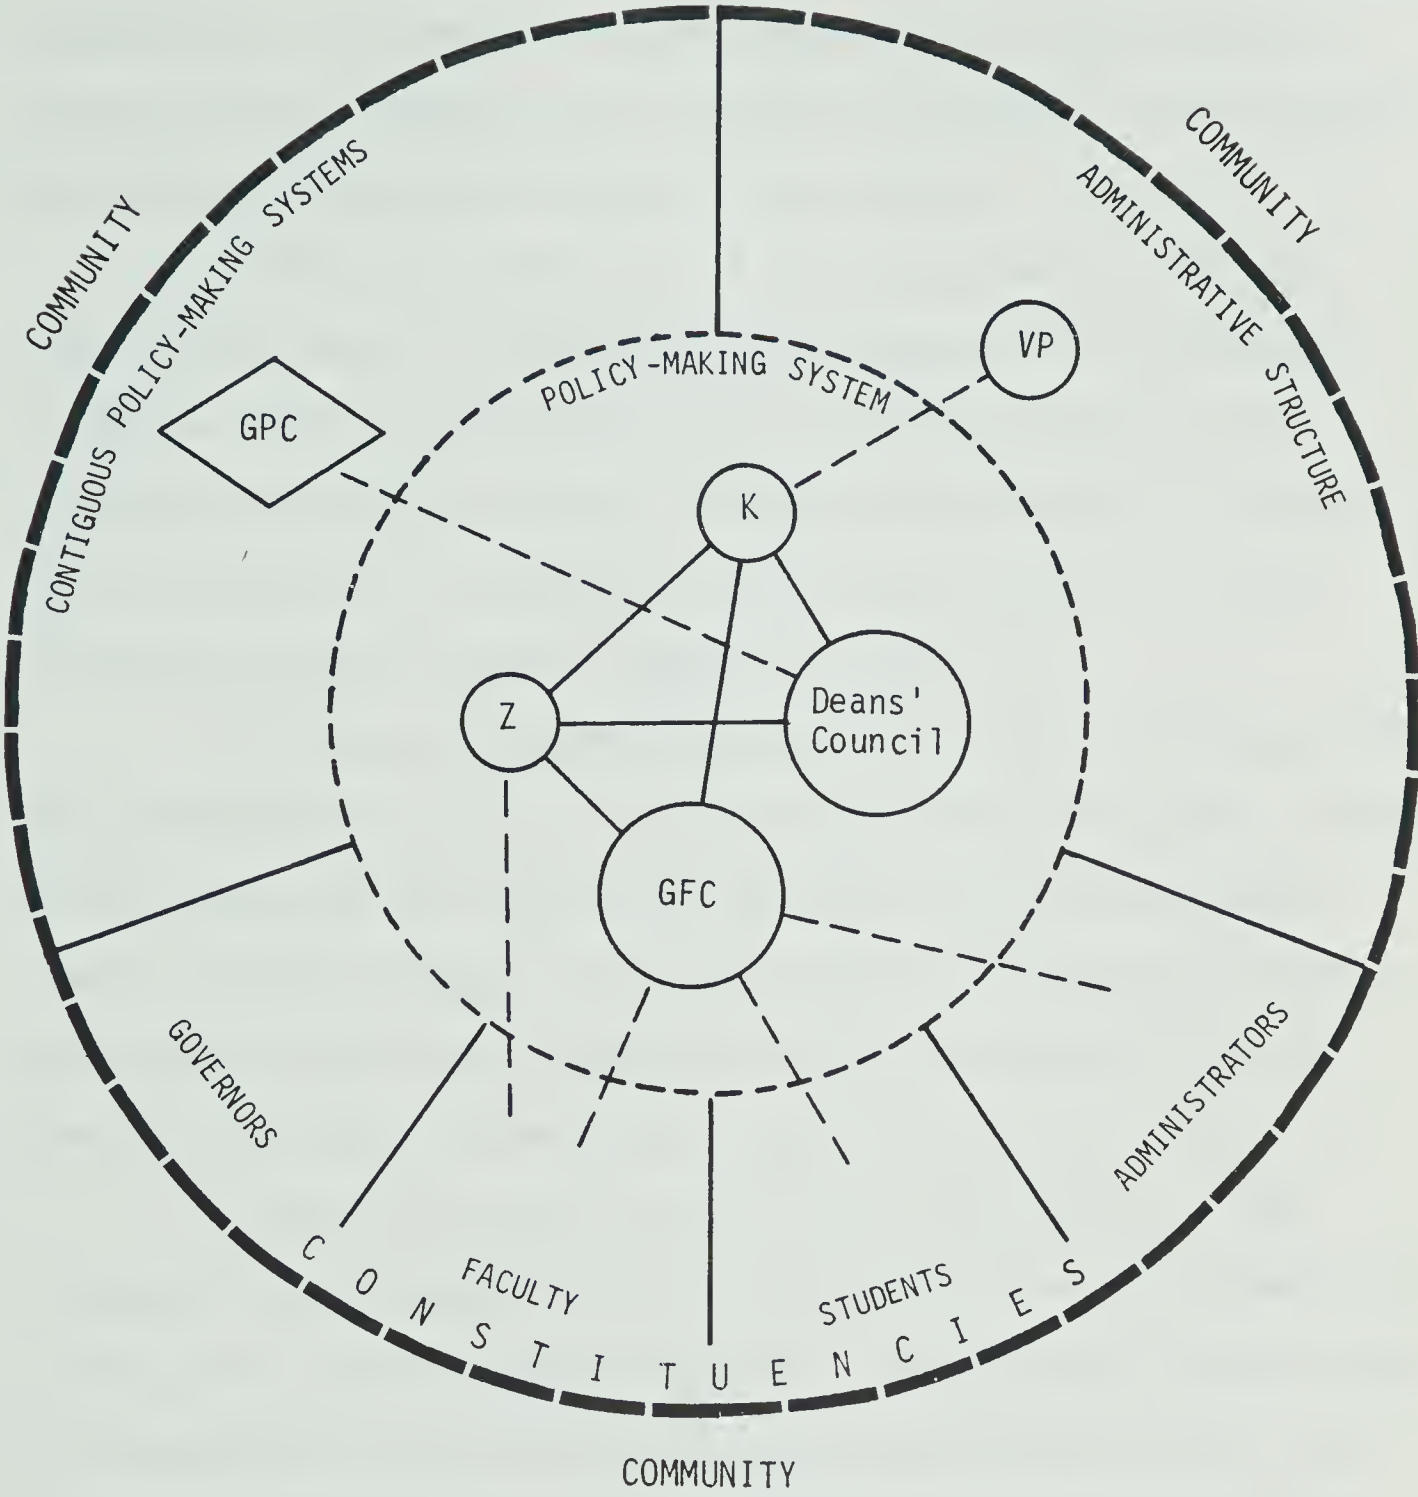 COMMUNITY
COMMUNITY
CONTIGUOUS POLICY-MAKING SYSTEMS
ADMINISTRATIVE STRUCTURE
POLICY-MAKING SYSTEM
VP
GPC
K
Z
Deans'
Council
GFC
GOVERNORS
ADMINISTRATORS
FACULTY
STUDENTS
CONSTITUENCIES
COMMUNITY